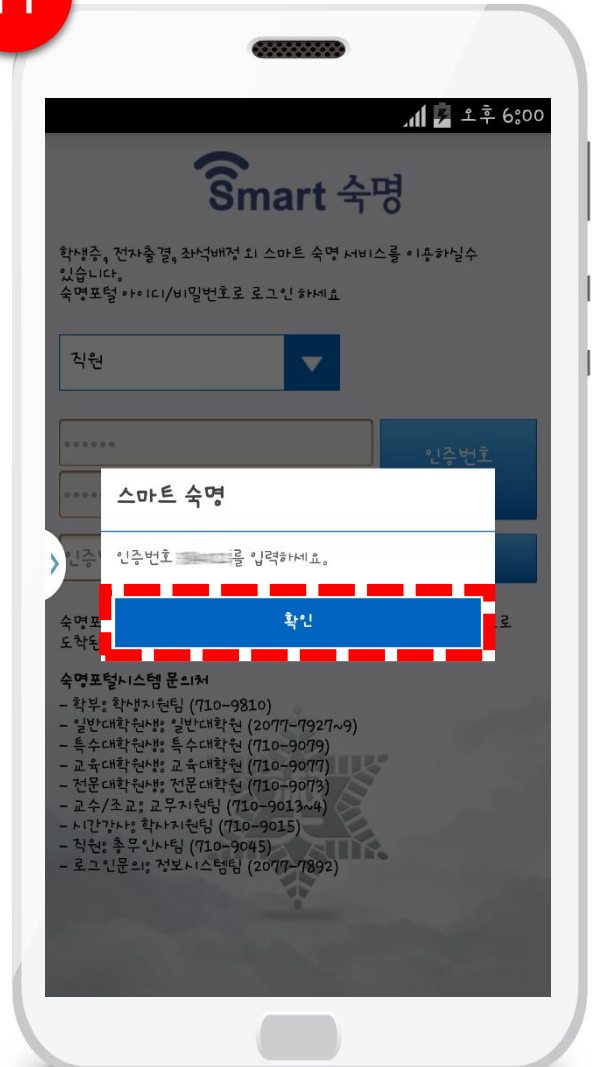 오후 6:00
Smart 숙명
학생증, 전자출결, 좌석배정 외 스마트 숙명 서비스를 이용하실수
있습니다.
숙명포털 아이디/비밀번호로 로그인 하세요
직원
인증번호
스마트 숙명
인증
인증번호 를 입력하세요.
확인
숙명포 로
도착된
숙명포털시스템 문의처
- 학부: 학생지원팀 (710-9810)
- 일반대학원생: 일반대학원 (2077-7927~9)
- 특수대학원생: 특수대학원 (710-9079)
- 교육대학원생: 교육대학원 (710-9077)
- 전문대학원생: 전문대학원 (710-9073)
- 교수/조교: 교무지원팀 (710-9013~4)
- 시간강사: 학사지원팀 (710-9015)
- 직원: 총무인사팀 (710-9045)
- 로그인문의: 정보시스템팀 (2077-7892)